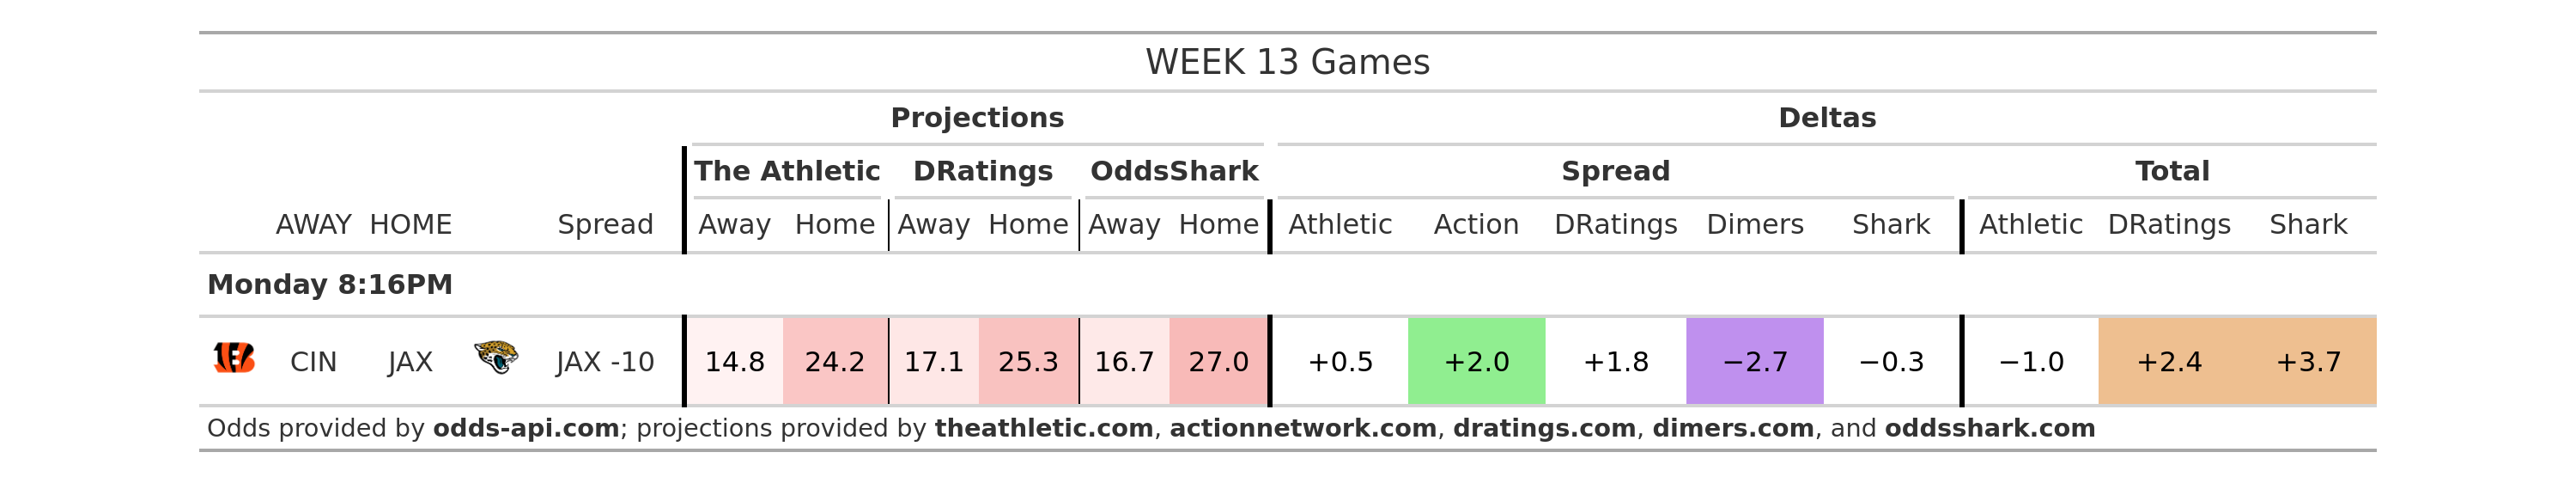 WEEK 13 Games
Projections Deltas
The Athletic DRatings OddsShark Spread Total
AWAY HOME Spread Away Home Away Home Away Home Athletic Action DRatings Dimers Shark Athletic DRatings Shark
Monday 8:16PM
CIN JAX JAX -10 14.8 24.2 17.1 25.3 16.7 27.0 +0.5 +2.0 +1.8 −2.7 −0.3 −1.0 +2.4 +3.7
Odds provided by odds-api.com; projections provided by theathletic.com, actionnetwork.com, dratings.com, dimers.com, and oddsshark.com